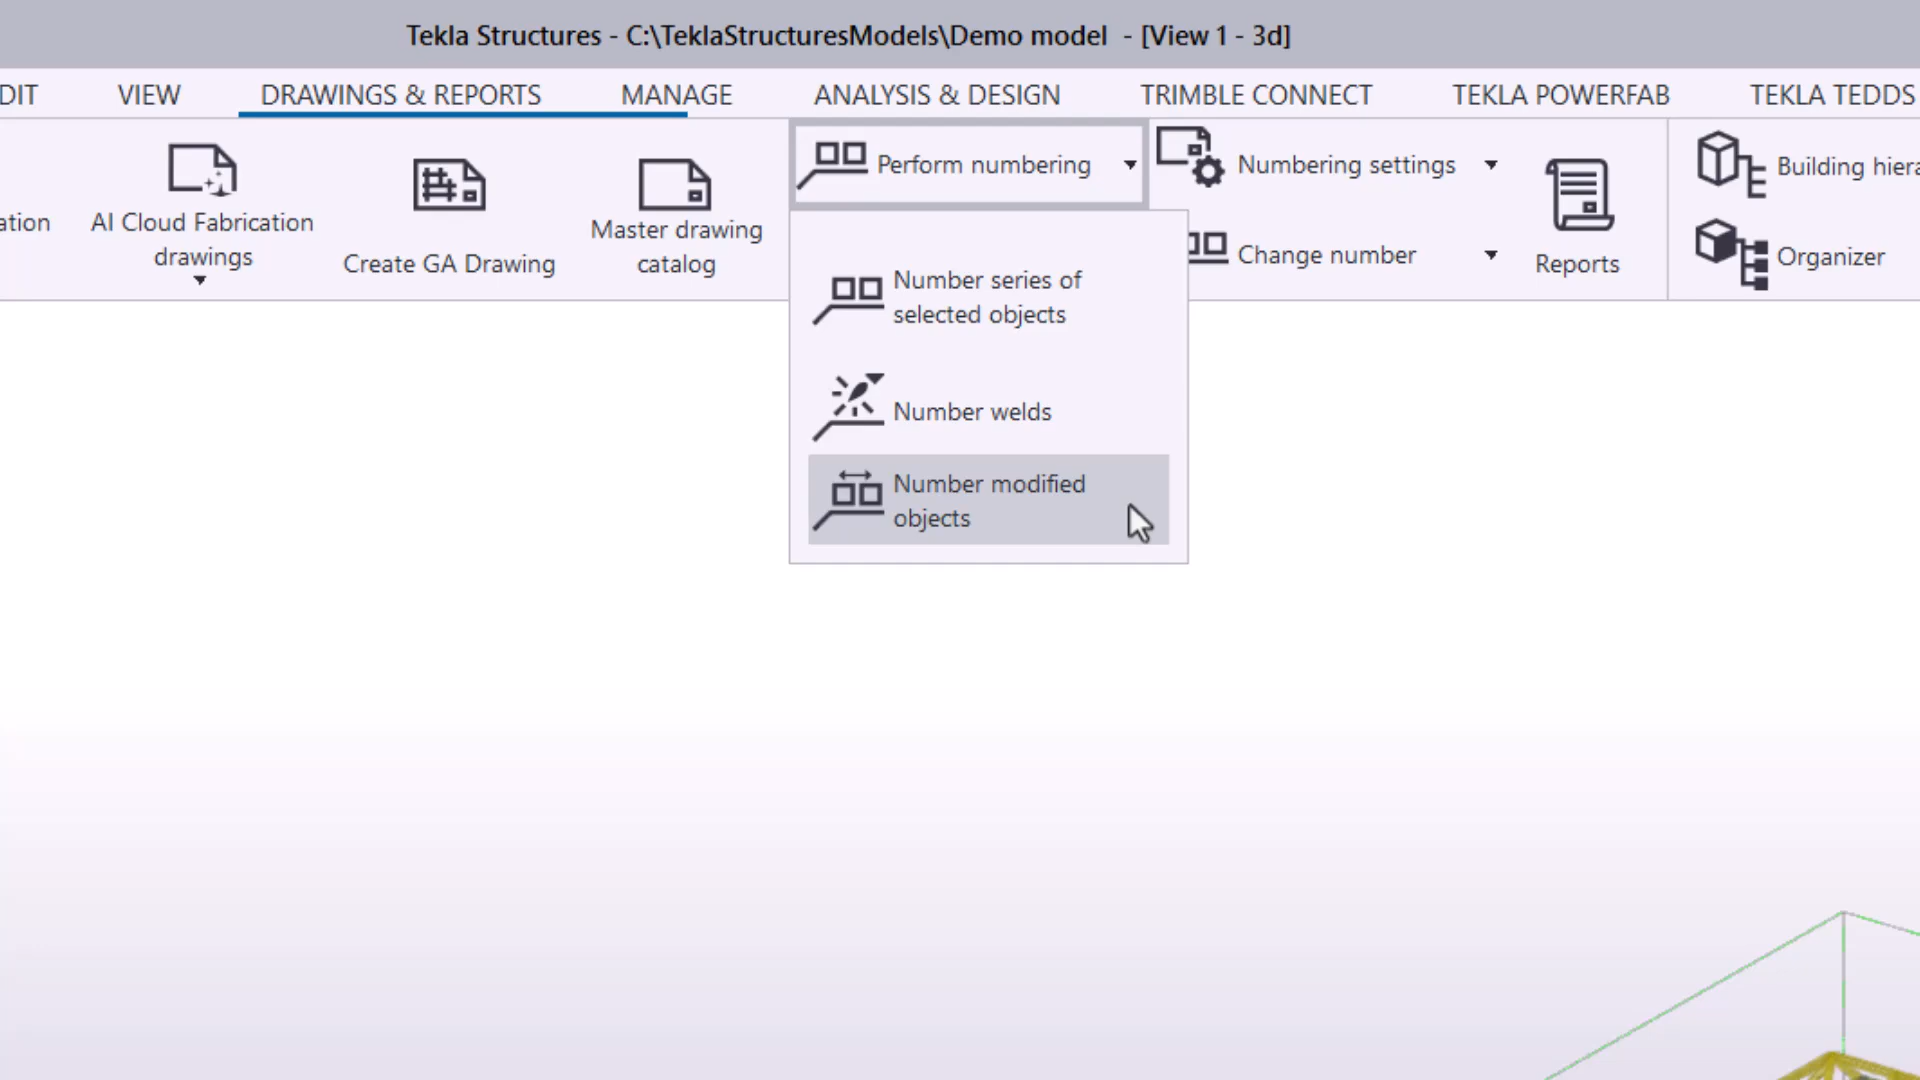 Tekla Structures - C:\TeklaStructuresModels\Demo model - [View 1 - 3d]
DIT VIEW DRAWINGS & REPORTS MANAGE ANALYSIS & DESIGN TRIMBLE CONNECT TEKLA POWERFAB TEKLA TEDDS
ation
AI Cloud Fabrication
drawings
Create GA Drawing
Master drawing
catalog
Perform numbering
Number series of
selected objects
Number welds
Number modified
objects
Numbering settings
Change number
Reports
Building hiera
Organizer